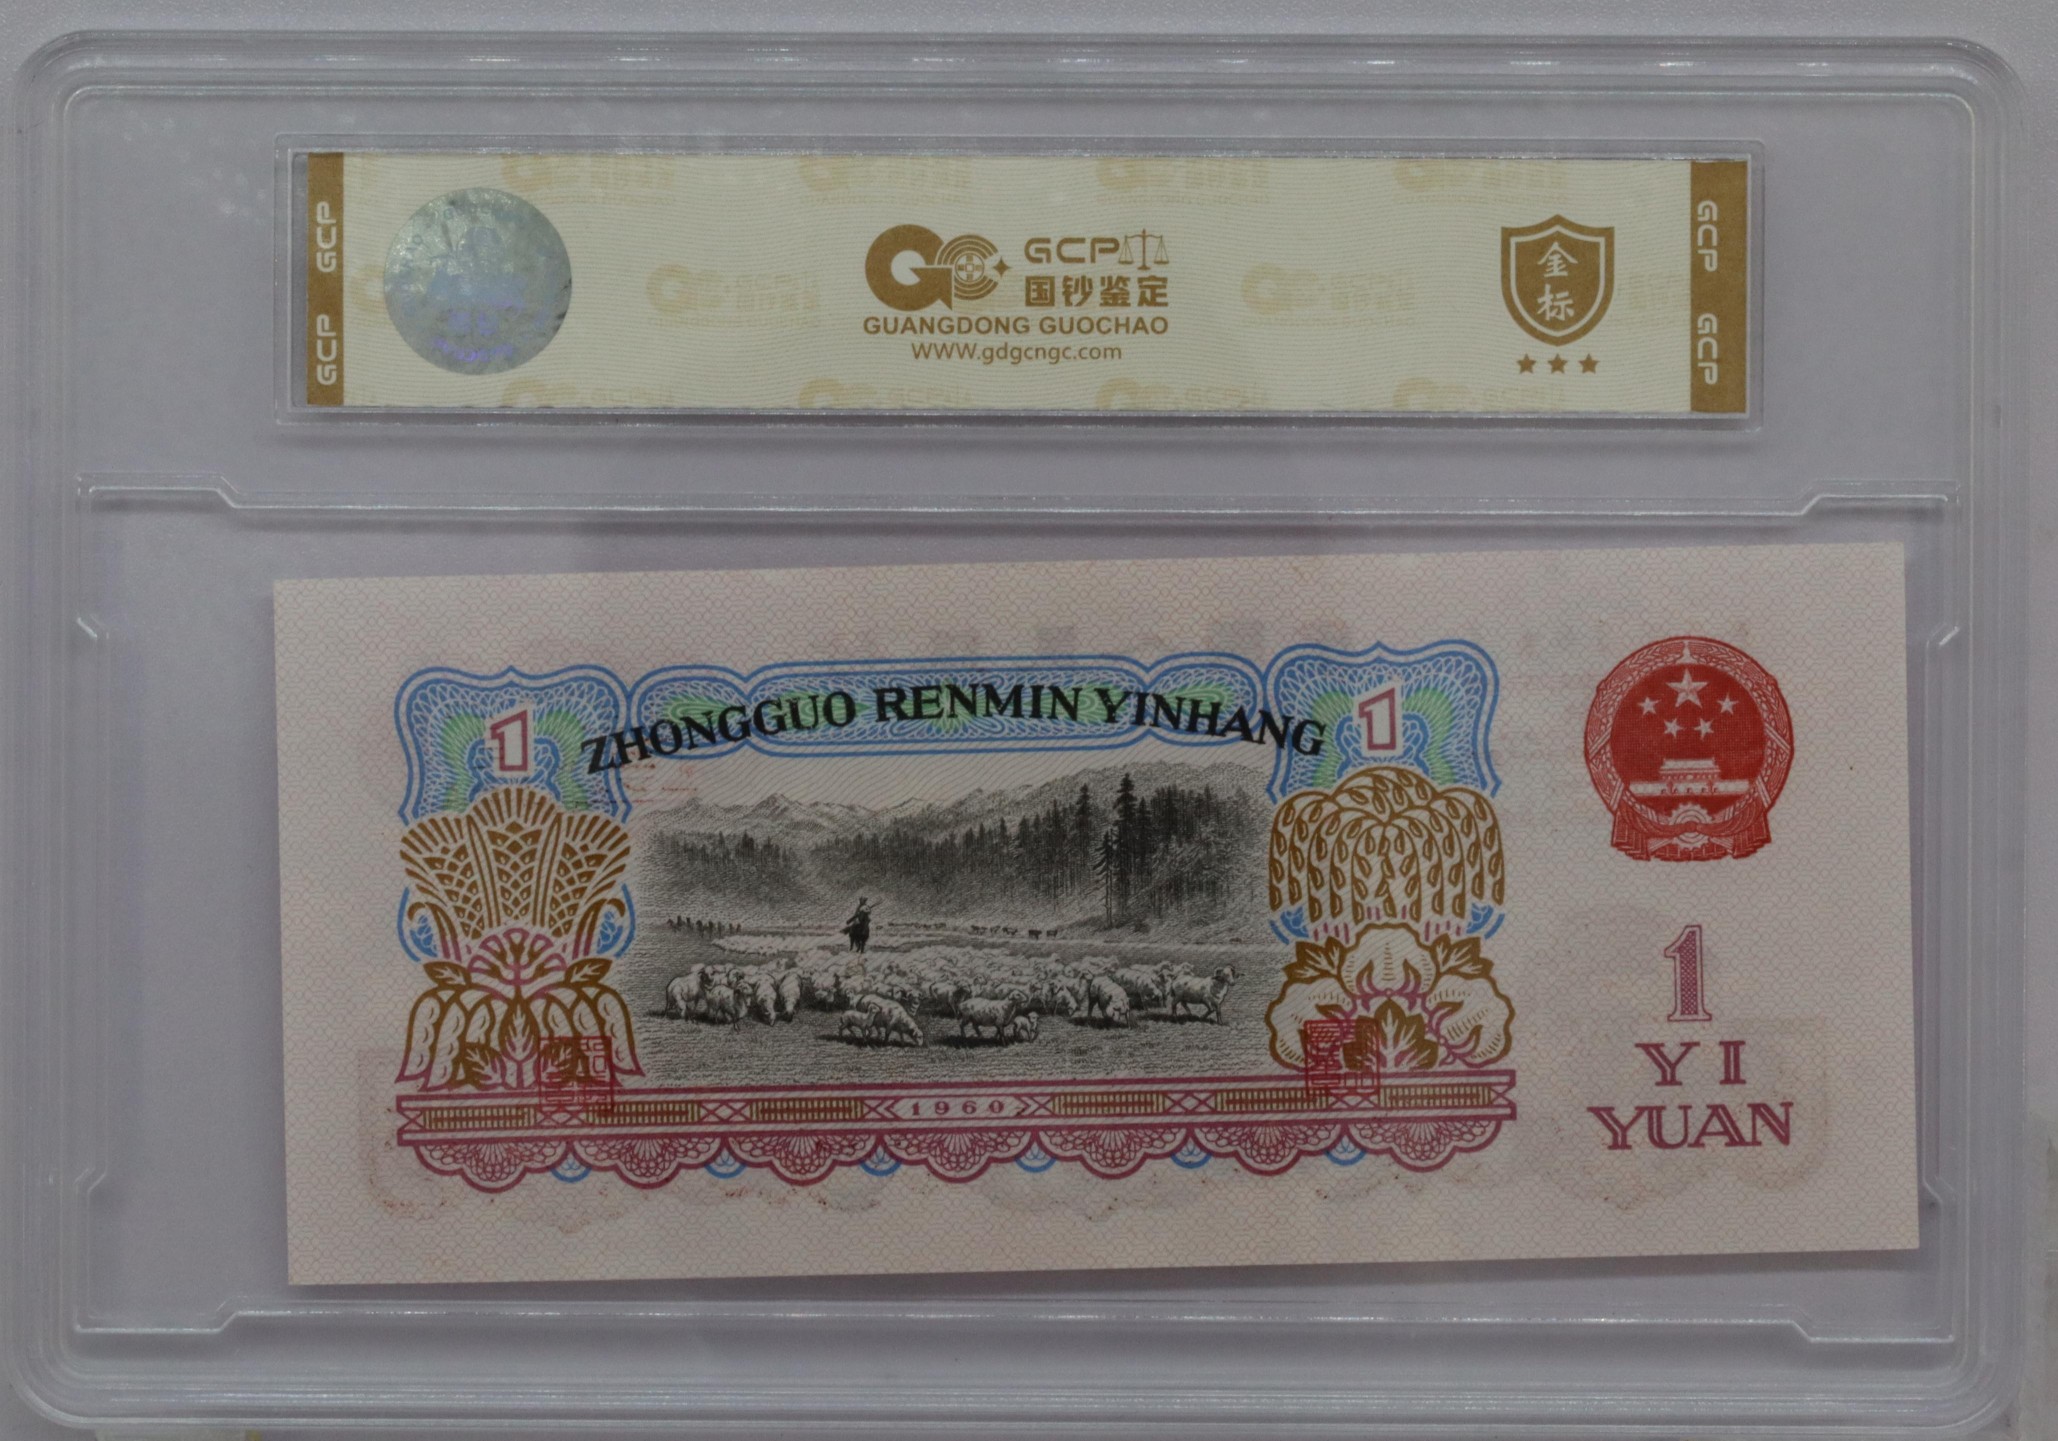 GCP
GCP
GCP
国钞鉴定
GUANGDONG GUOCHAO
WWW.gdgcngc.com
金
标
GCP
GCP
1
ZHONGGUO RENMIN YINHANG
1
1960
1
YI
YUAN